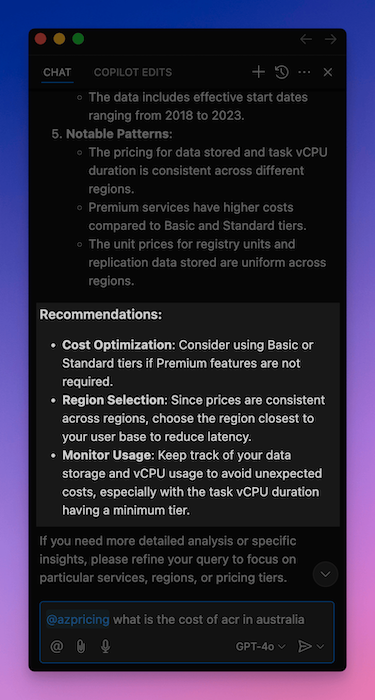 CHAT COPILOT EDITS
◦ The data includes effective start dates
ranging from 2018 to 2023.
5. Notable Patterns:
◦ The pricing for data stored and task vCPU
duration is consistent across different
regions.
◦ Premium services have higher costs
compared to Basic and Standard tiers.
◦ The unit prices for registry units and
replication data stored are uniform across
regions.
Recommendations:
• Cost Optimization: Consider using Basic or
Standard tiers if Premium features are not
required.
• Region Selection: Since prices are consistent
across regions, choose the region closest to
your user base to reduce latency.
• Monitor Usage: Keep track of your data
storage and vCPU usage to avoid unexpected
costs, especially with the task vCPU duration
having a minimum tier.
If you need more detailed analysis or specific
insights, please refine your query to focus on
particular services, regions, or pricing tiers.
@azpricing what is the cost of acr in australia
@ GPT-4o